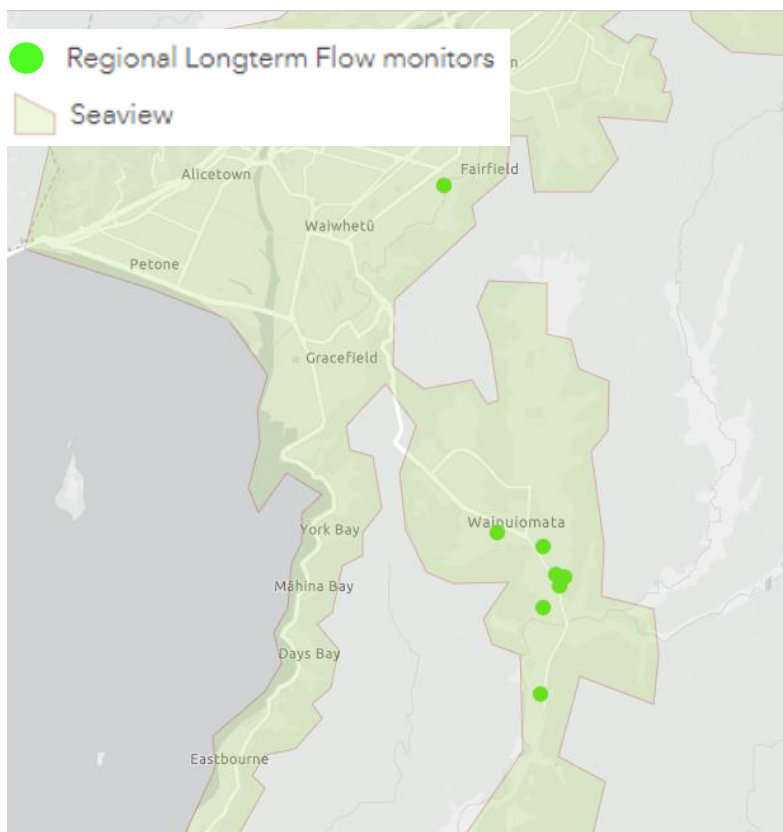 Regional Longterm Flow monitors
Seaview
Fairfield
Alicetown
Waiwhetū
Petone
Gracefield
Wainuiomata
York Bay
Māhina Bay
Days Bay
Eastbourne